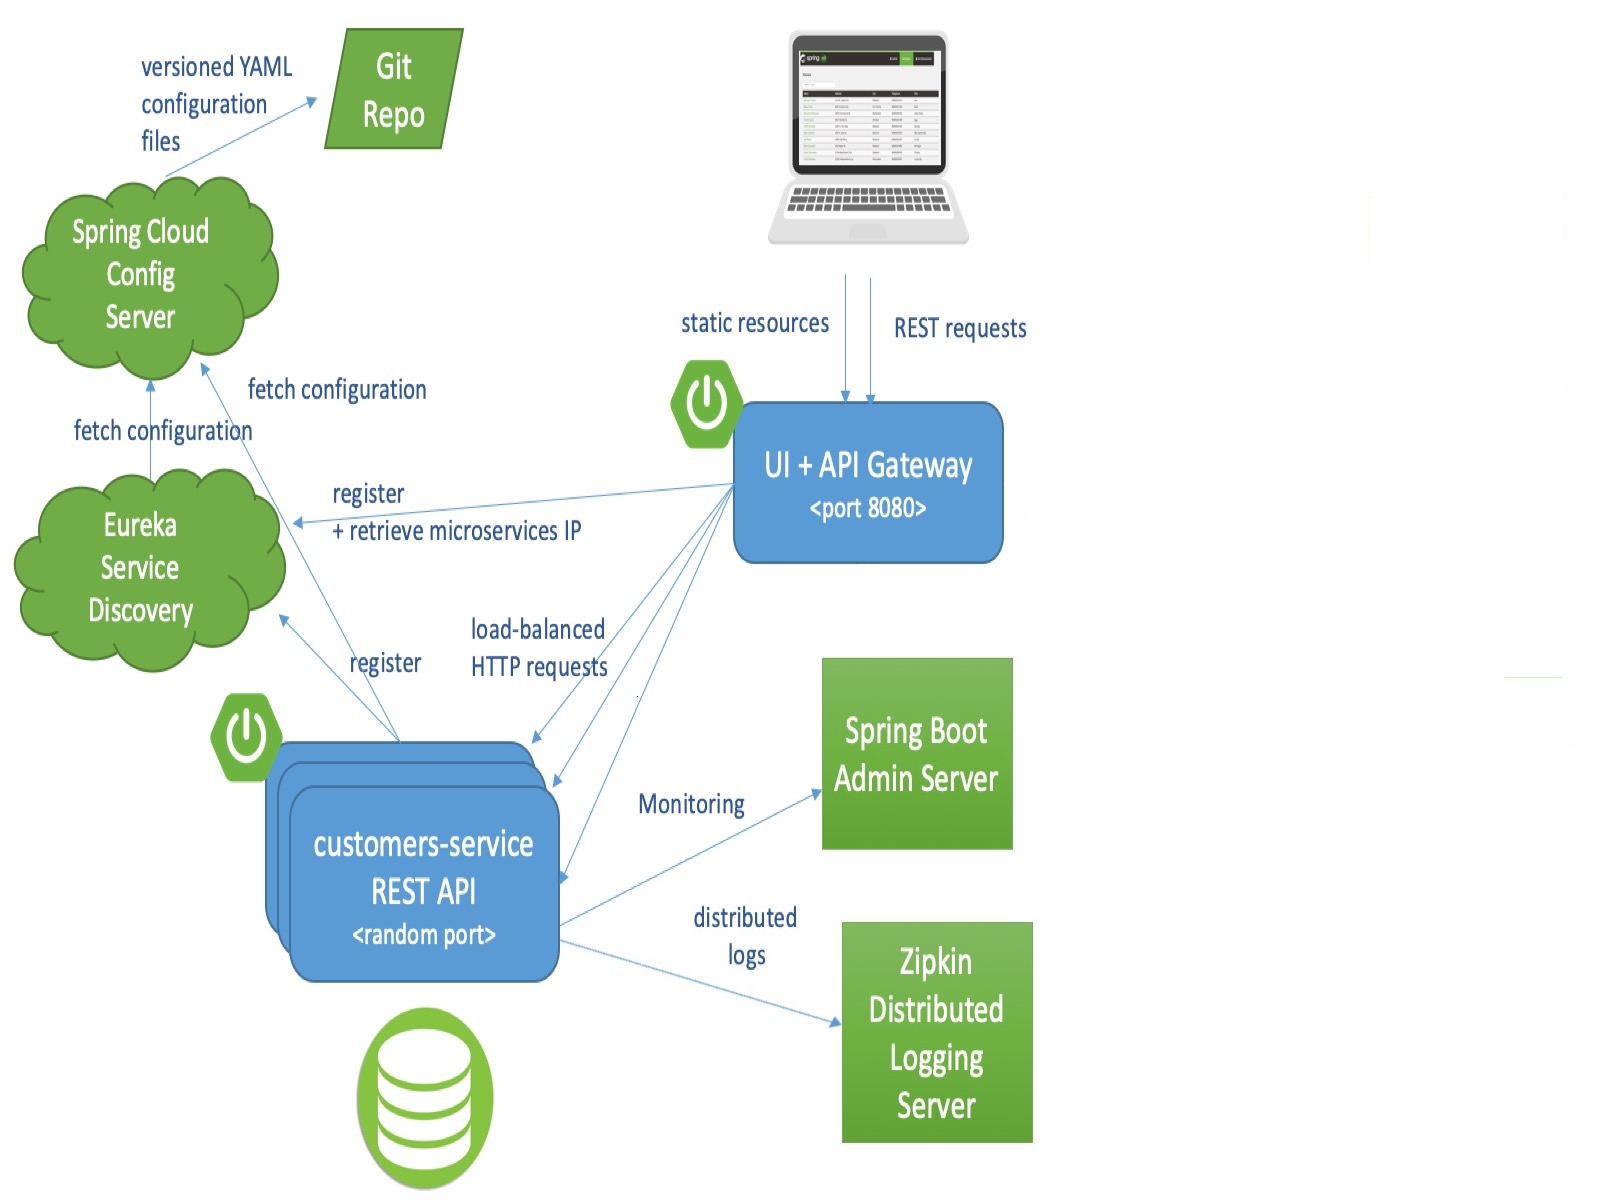 versioned YAML
configuration
files
Git
Repo
spring
Spring Cloud
Config
Server
static resources
REST requests
fetch configuration
fetch configuration
UI + API Gateway
<port 8080>
register
+ retrieve microservices IP
Eureka
Service
Discovery
load-balanced
HTTP requests
register
Spring Boot
Admin Server
Monitoring
customers-service
REST API
<random port>
distributed
logs
Zipkin
Distributed
Logging
Server